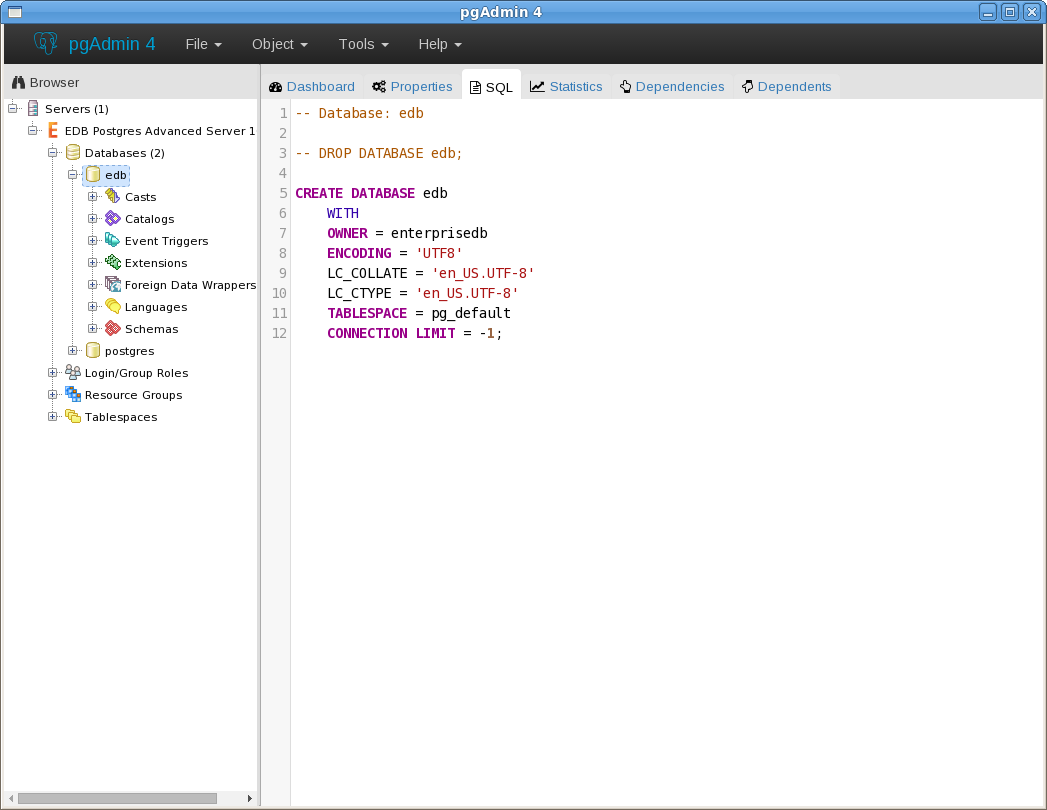 pgAdmin 4
pgAdmin 4 File Object Tools Help
Browser
Servers (1)
EDB Postgres Advanced Server 1
Databases (2)
edb
Casts
Catalogs
Event Triggers
Extensions
Foreign Data Wrappers
Languages
Schemas
postgres
Login/Group Roles
Resource Groups
Tablespaces
Dashboard Properties SQL Statistics Dependencies Dependents
1 -- Database: edb
2
3 -- DROP DATABASE edb;
4
5 CREATE DATABASE edb
6 WITH
7 OWNER = enterprisedb
8 ENCODING = 'UTF8'
9 LC_COLLATE = 'en_US.UTF-8'
10 LC_CTYPE = 'en_US.UTF-8'
11 TABLESPACE = pg_default
12 CONNECTION LIMIT = -1;